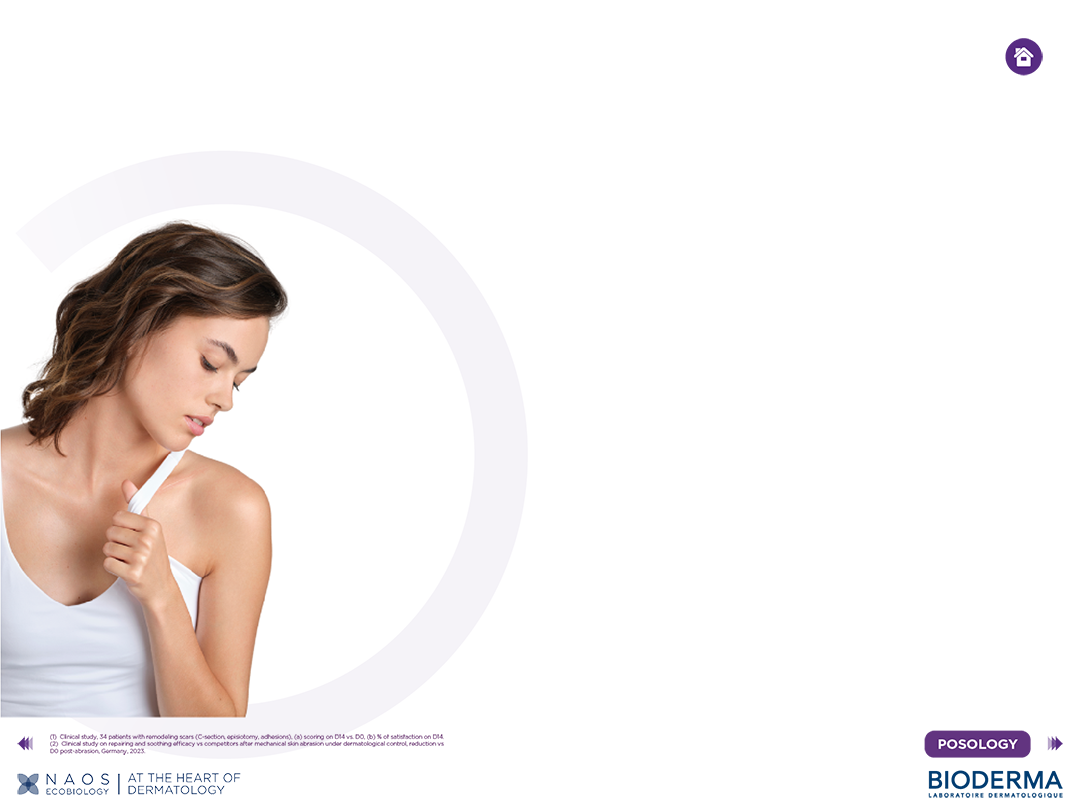 (1) Clinical study, 34 patients with remodeling scars (C-section, episiotomy, adhesions), (a) scoring on D14 vs. D0, (b) % of satisfaction on D14.
(2) Clinical study on repairing and soothing efficacy vs competitors after mechanical skin abrasion under dermatological control, reduction vs
D0 post-abrasion, Germany, 2023.
POSOLOGY
NAOS
ECOBIOLOGY
AT THE HEART OF
DERMATOLOGY
BIODERMA
LABORATOIRE DERMATOLOGIQUE